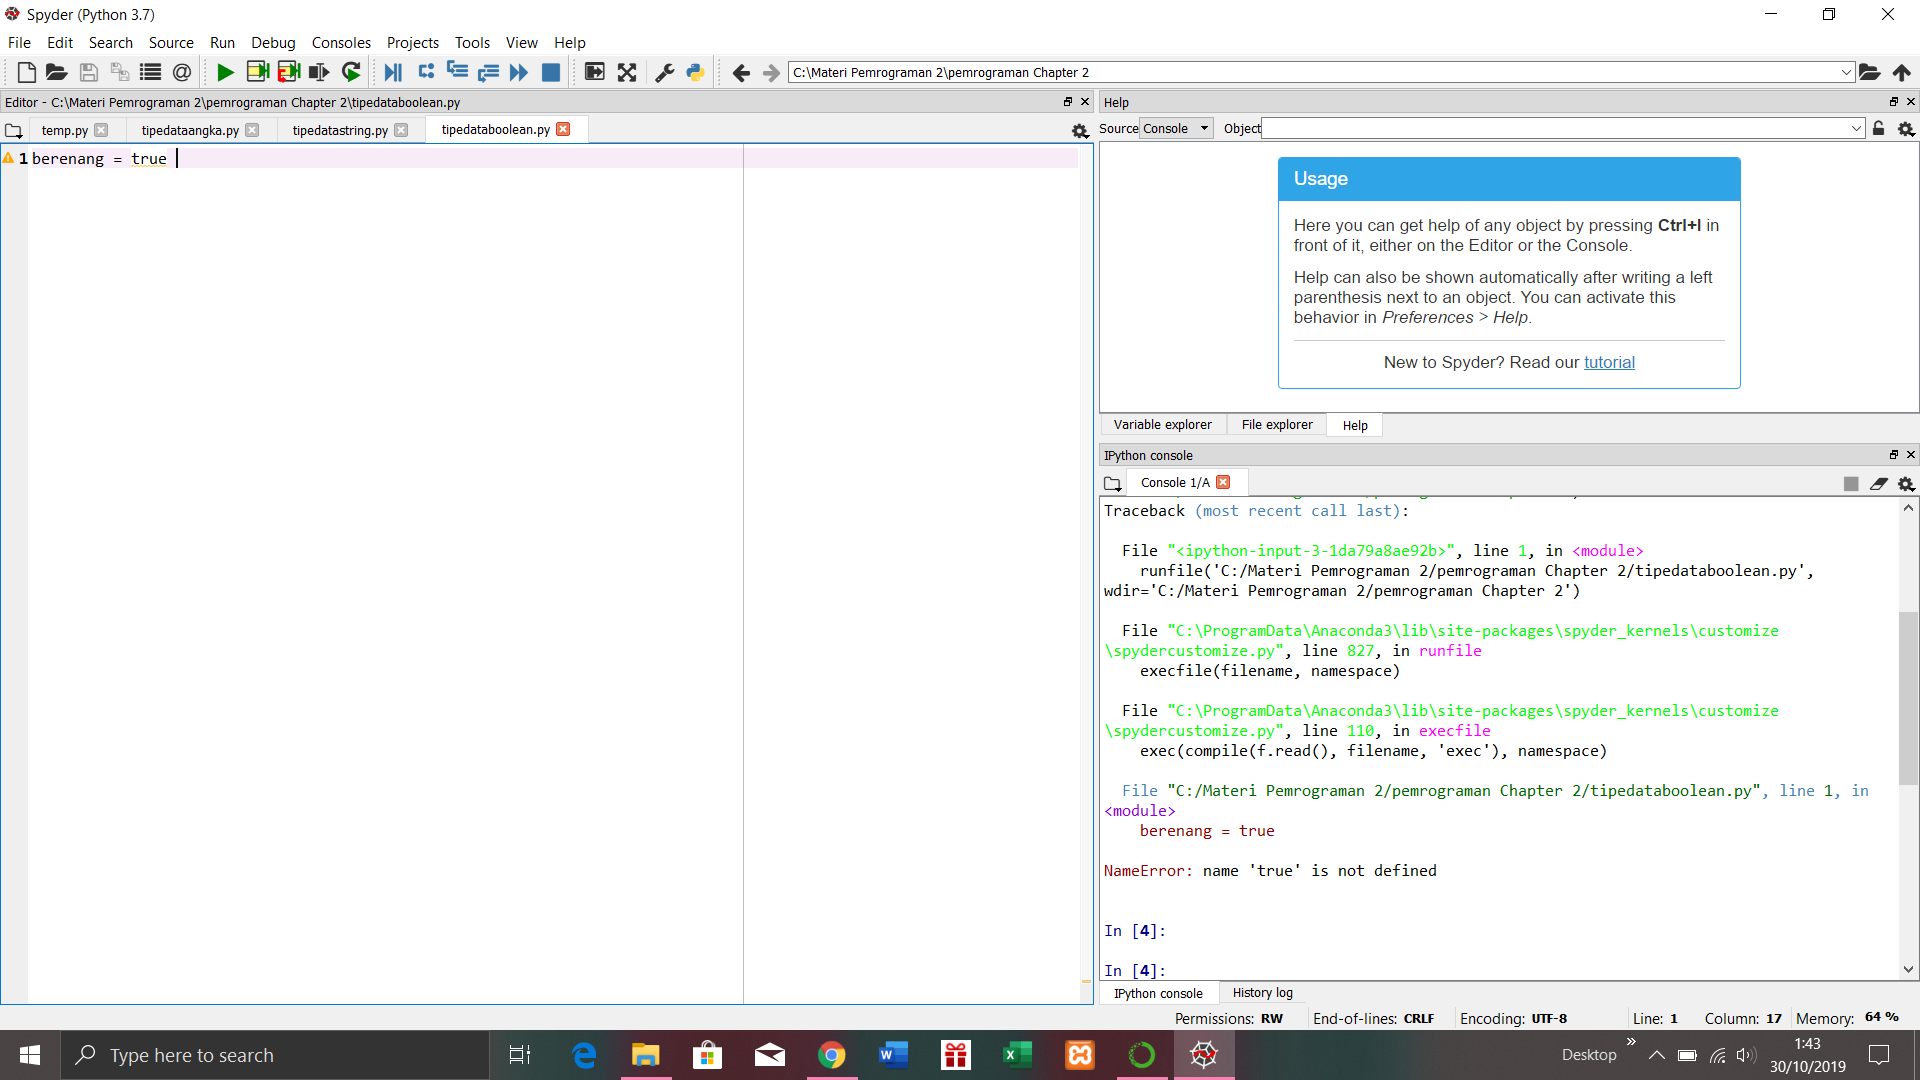 Spyder (Python 3.7)
File Edit Search Source Run Debug Consoles Projects Tools View Help
C:\Materi Pemrograman 2\pemrograman Chapter 2
Editor - C:\Materi Pemrograman 2\pemrograman Chapter 2\tipedataboolean.py
temp.py tipedataangka.py tipedatastring.py tipedataboolean.py
1 berenang = true
Help
Source Console Object
Usage
Here you can get help of any object by pressing Ctrl+I in
front of it, either on the Editor or the Console.
Help can also be shown automatically after writing a left
parenthesis next to an object. You can activate this
behavior in Preferences > Help.
New to Spyder? Read our tutorial
Variable explorer File explorer Help
IPython console
Console 1/A
Traceback (most recent call last):
File "<ipython-input-3-1da79a8ae92b>", line 1, in <module>
runfile('C:/Materi Pemrograman 2/pemrograman Chapter 2/tipedataboolean.py',
wdir='C:/Materi Pemrograman 2/pemrograman Chapter 2')
File "C:\ProgramData\Anaconda3\lib\site-packages\spyder_kernels\customize
\spydercustomize.py", line 827, in runfile
execfile(filename, namespace)
File "C:\ProgramData\Anaconda3\lib\site-packages\spyder_kernels\customize
\spydercustomize.py", line 110, in execfile
exec(compile(f.read(), filename, 'exec'), namespace)
File "C:/Materi Pemrograman 2/pemrograman Chapter 2/tipedataboolean.py", line 1, in
<module>
berenang = true
NameError: name 'true' is not defined
In [4]:
In [4]:
IPython console History log
Permissions: RW End-of-lines: CRLF Encoding: UTF-8 Line: 1 Column: 17 Memory: 64 %
Type here to search
Desktop
1:43
30/10/2019